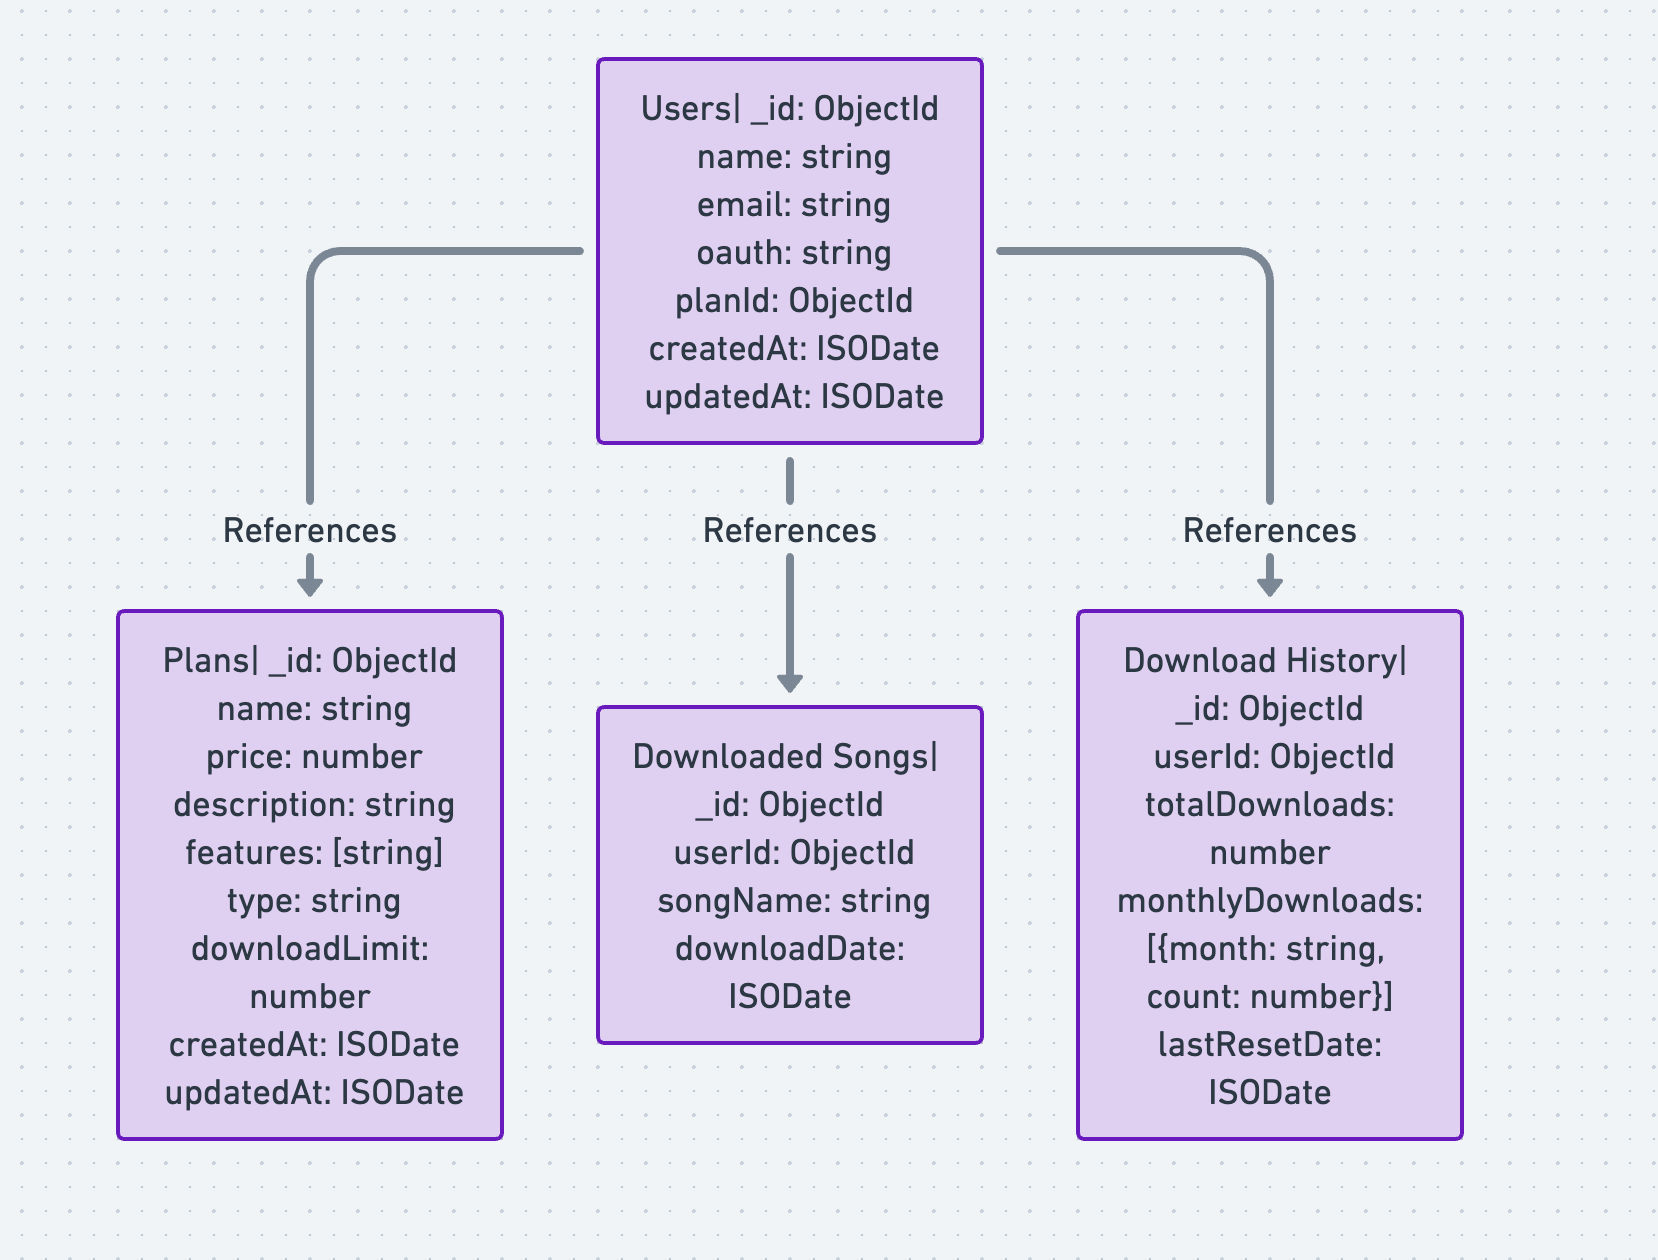 Users| _id: ObjectId
name: string
email: string
oauth: string
planId: ObjectId
createdAt: ISODate
updatedAt: ISODate
References
References
References
Plans| _id: ObjectId
name: string
price: number
description: string
features: [string]
type: string
downloadLimit:
number
createdAt: ISODate
updatedAt: ISODate
Downloaded Songs|
_id: ObjectId
userId: ObjectId
songName: string
downloadDate:
ISODate
Download History|
_id: ObjectId
userId: ObjectId
totalDownloads:
number
monthlyDownloads:
[{month: string,
count: number}]
lastResetDate:
ISODate